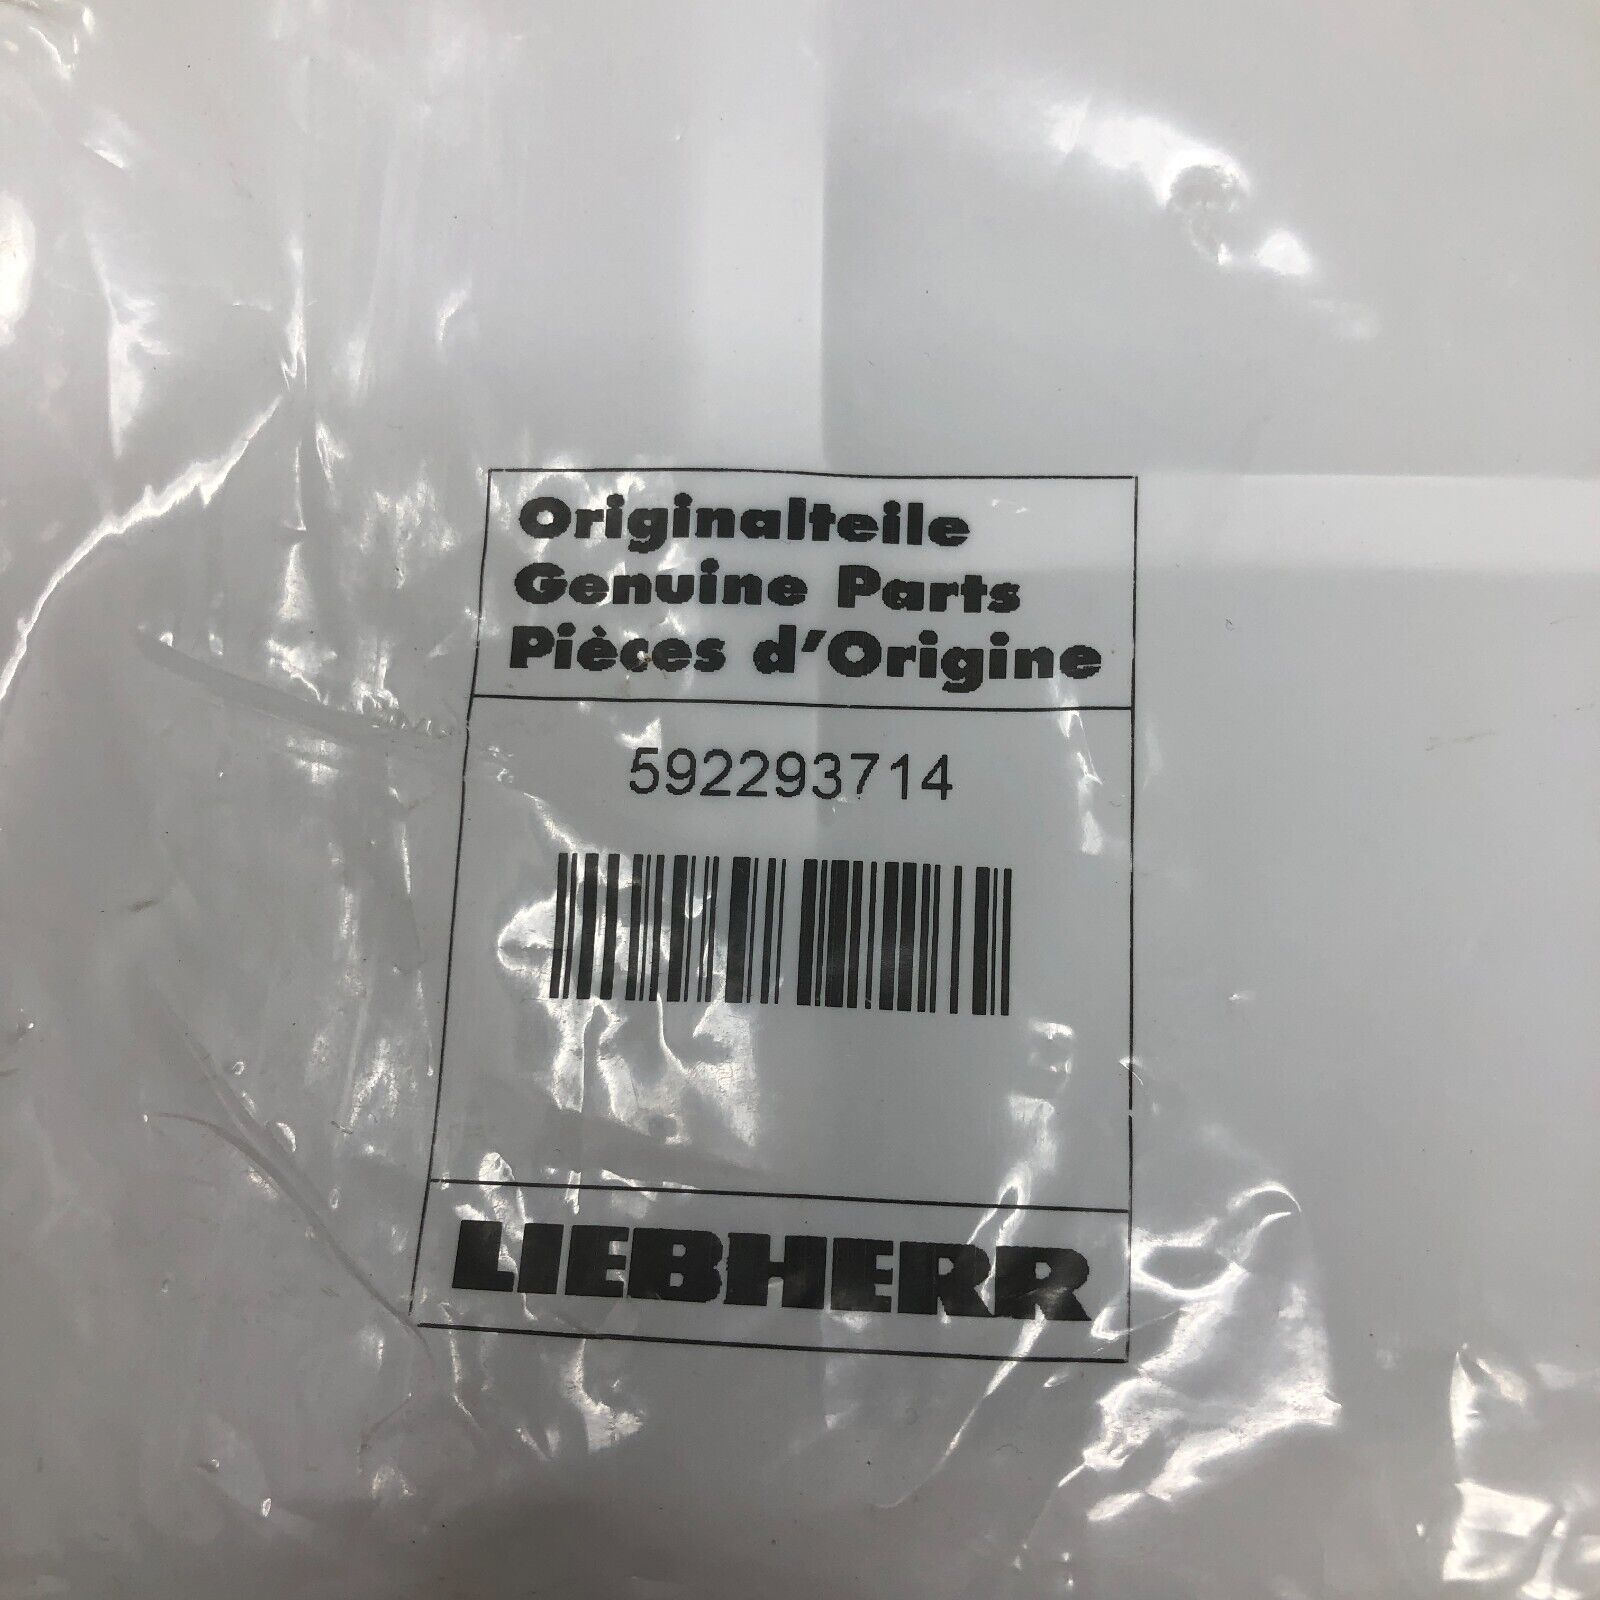 Originalteile
Genuine Parts
Pièces d'Origine
592293714
LIEBHERR